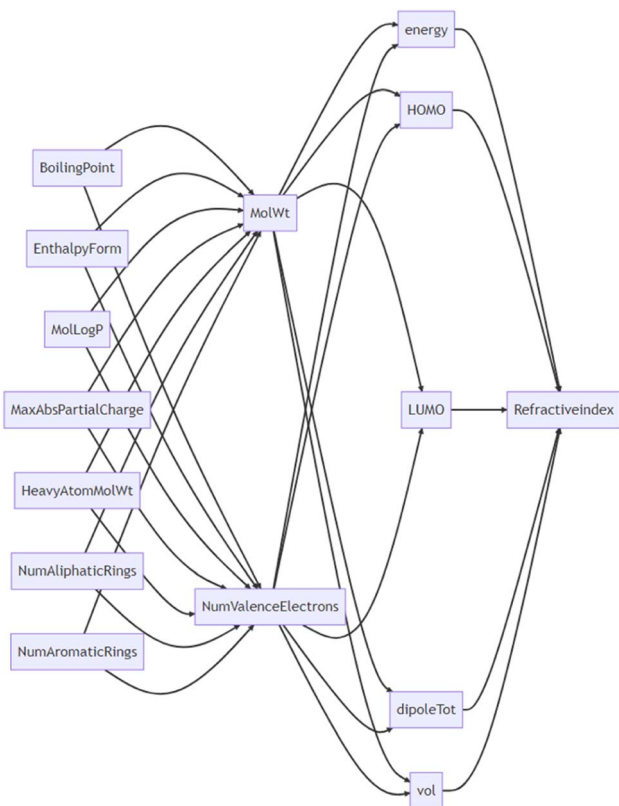 energy
HOMO
BoilingPoint
MolWt
EnthalpyForm
MolLogP
MaxAbsPartialCharge
LUMO
Refractiveindex
HeavyAtomMolWt
NumAliphaticRings
NumValenceElectrons
NumAromaticRings
dipoleTot
vol